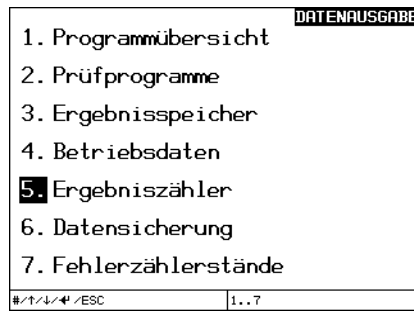 DATENAUSGABE
1. Programmübersicht
2. Prüfprogramme
3. Ergebnisspeicher
4. Betriebsdaten
5. Ergebniszähler
6. Datensicherung
7. Fehlerzählerstände
#/↑/↓/↵/ESC 1..7